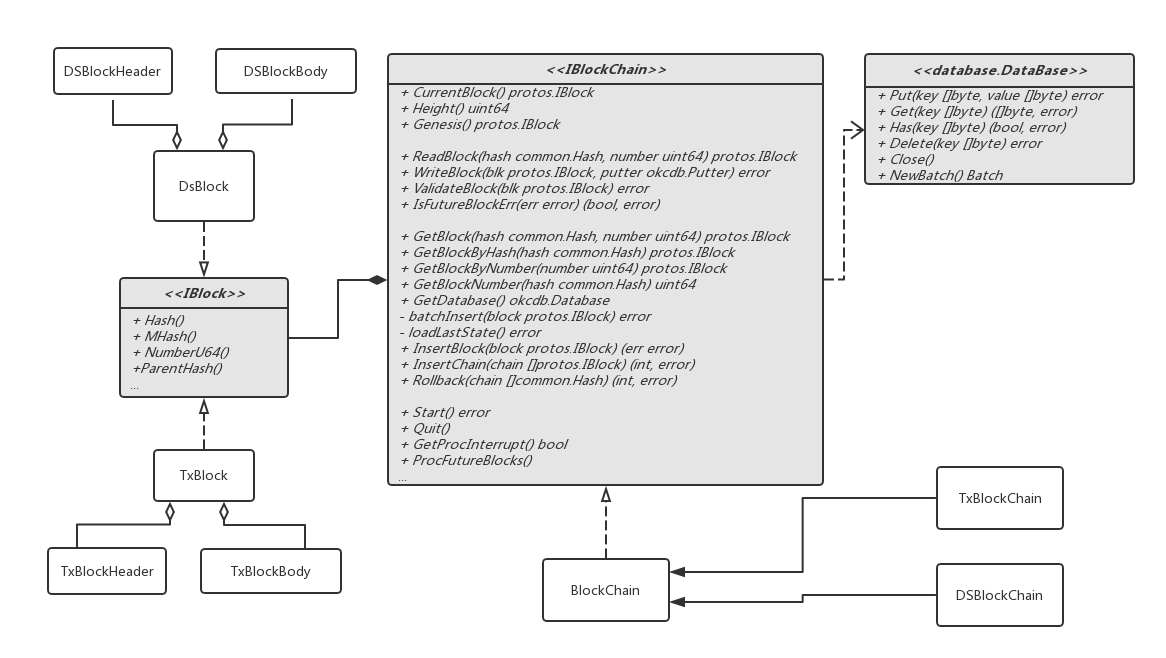 DSBlockHeader
DSBlockBody
DsBlock
<<IBlock>>
+ Hash()
+ MHash()
+ NumberU64()
+ParentHash()
...
TxBlock
TxBlockHeader
TxBlockBody
<<IBlockChain>>
+ CurrentBlock() protos.IBlock
+ Height() uint64
+ Genesis() protos.IBlock
+ ReadBlock(hash common.Hash, number uint64) protos.IBlock
+ WriteBlock(blk protos.IBlock, putter okcdb.Putter) error
+ ValidateBlock(blk protos.IBlock) error
+ IsFutureBlockErr(err error) (bool, error)
+ GetBlock(hash common.Hash, number uint64) protos.IBlock
+ GetBlockByHash(hash common.Hash) protos.IBlock
+ GetBlockByNumber(number uint64) protos.IBlock
+ GetBlockNumber(hash common.Hash) uint64
+ GetDatabase() okcdb.Database
- batchInsert(block protos.IBlock) error
- loadLastState() error
+ InsertBlock(block protos.IBlock) (err error)
+ InsertChain(chain []protos.IBlock) (int, error)
+ Rollback(chain []common.Hash) (int, error)
+ Start() error
+ Quit()
+ GetProcInterrupt() bool
+ ProcFutureBlocks()
...
<<database.DataBase>>
+ Put(key []byte, value []byte) error
+ Get(key []byte) ([]byte, error)
+ Has(key []byte) (bool, error)
+ Delete(key []byte) error
+ Close()
+ NewBatch() Batch
BlockChain
TxBlockChain
DSBlockChain